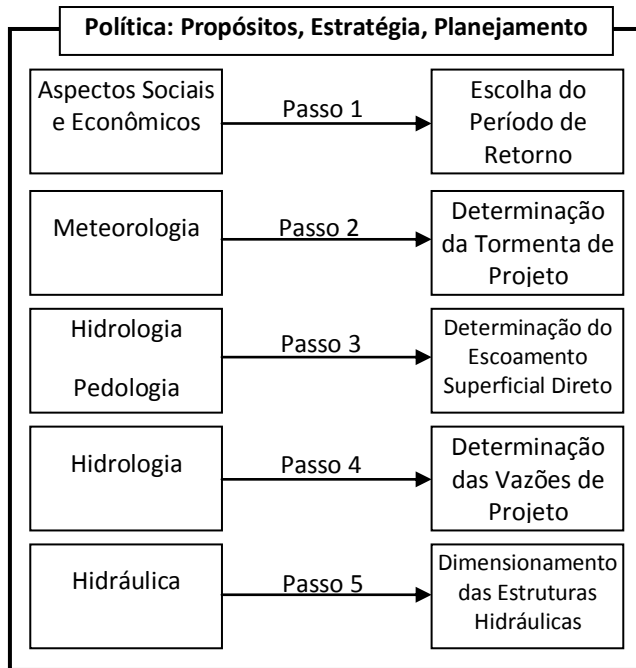 Política: Propósitos, Estratégia, Planejamento
Aspectos Sociais
e Econômicos
Passo 1
Escolha do
Período de
Retorno
Meteorologia
Passo 2
Determinação
da Tormenta de
Projeto
Hidrologia
Pedologia
Passo 3
Determinação do
Escoamento
Superficial Direto
Hidrologia
Passo 4
Determinação
das Vazões de
Projeto
Hidráulica
Passo 5
Dimensionamento
das Estruturas
Hidráulicas